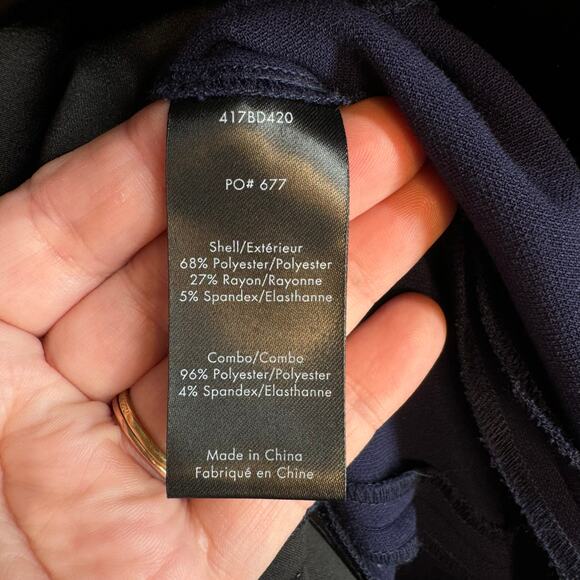 417BD420
PO# 677
Shell/Extérieur
68% Polyester/Polyester
27% Rayon/Rayonne
5% Spandex/Elasthanne
Combo/Combo
96% Polyester/Polyester
4% Spandex/Elasthanne
Made in China
Fabriqué en Chine